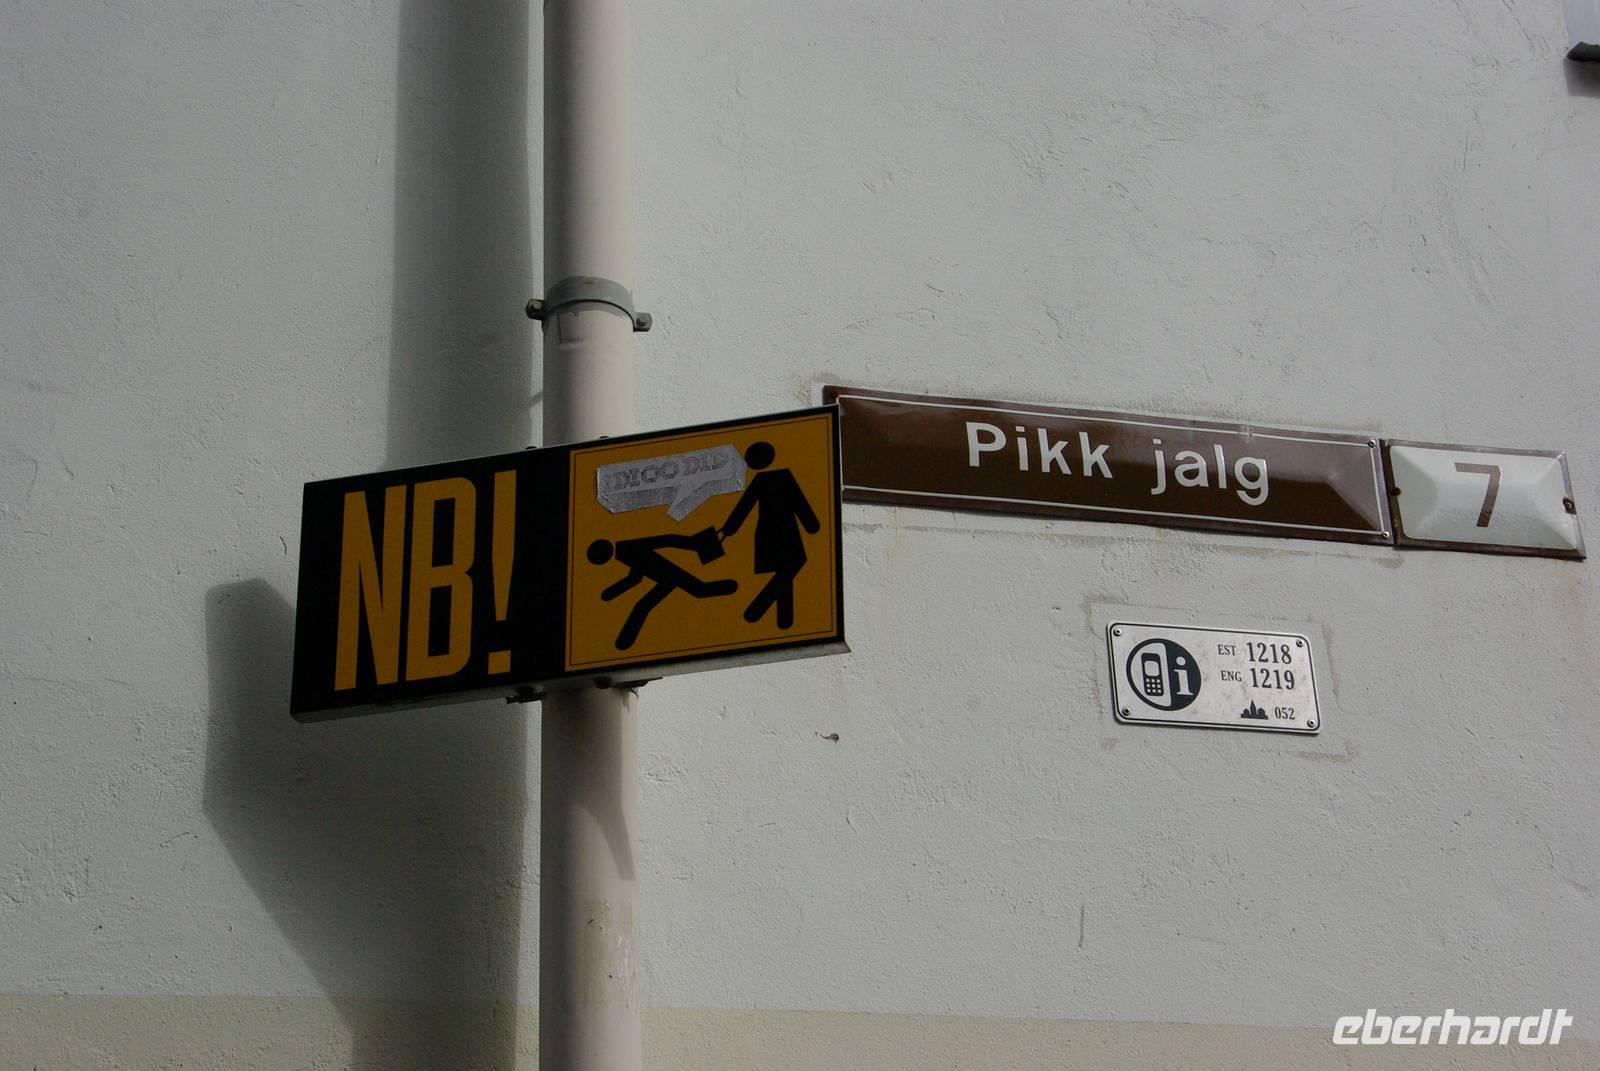 NB!
Pikk jalg
7
EST 1218
ENG 1219
052
eberhardt